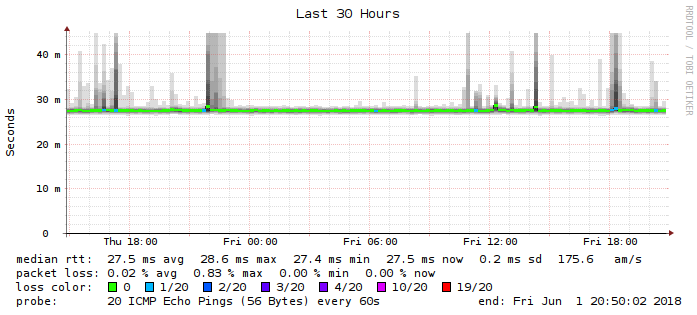 Last 30 Hours
RRDTOOL / TOBI OETIKER
Seconds
40 m
30 m
20 m
10 m
0
Thu 18:00 Fri 00:00 Fri 06:00 Fri 12:00 Fri 18:00
median rtt: 27.5 ms avg 28.6 ms max 27.4 ms min 27.5 ms now 0.2 ms sd 175.6 am/s
packet loss: 0.02 % avg 0.83 % max 0.00 % min 0.00 % now
loss color: 0 1/20 2/20 3/20 4/20 10/20 19/20
probe: 20 ICMP Echo Pings (56 Bytes) every 60s end: Fri Jun 1 20:50:02 2018